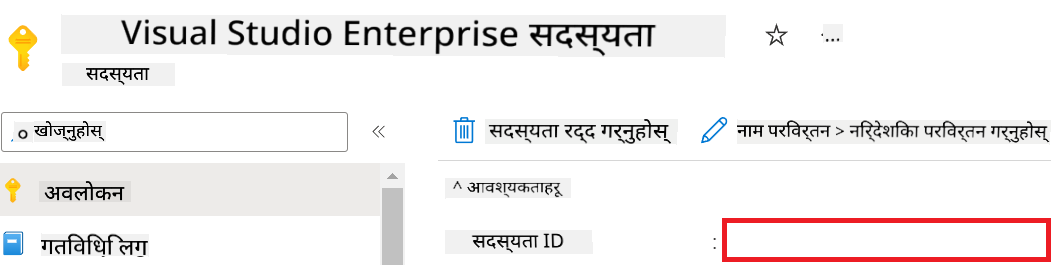 Visual Studio Enterprise सदस्यता
...
सदस्यता
खोज्नुहोस्
सदस्यता रद्द गर्नुहोस्
नाम परिवर्तन > निर्देशिका परिवर्तन गर्नुहोस्
अवलोकन
^ आवश्यकताहरू
गतिविधि लग
सदस्यता ID :